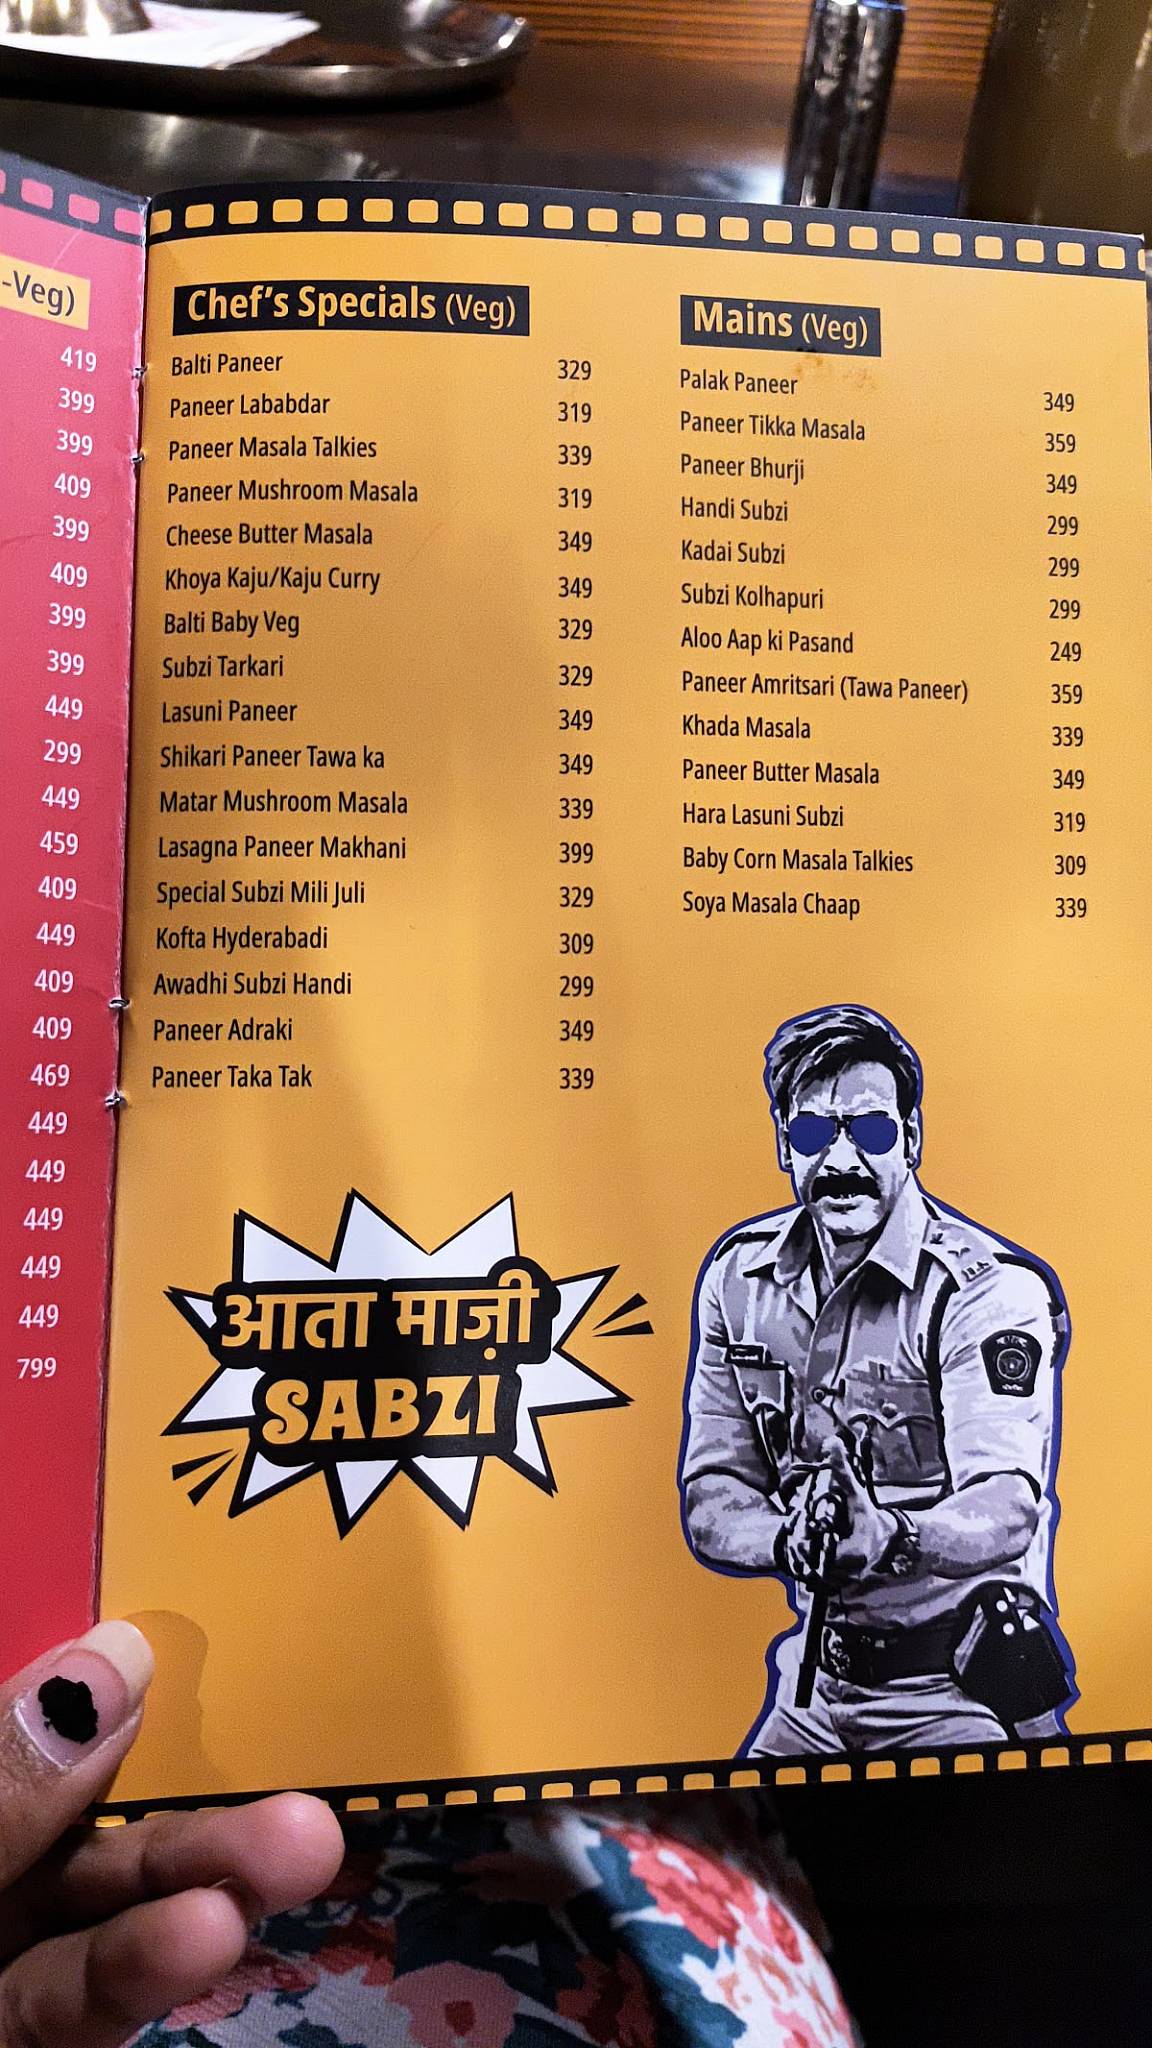 -Veg)
419
399
399
409
399
409
399
399
449
299
449
459
409
449
409
409
469
449
449
449
449
449
799
Chef's Specials (Veg)
Balti Paneer 329
Paneer Lababdar 319
Paneer Masala Talkies 339
Paneer Mushroom Masala 319
Cheese Butter Masala 349
Khoya Kaju/Kaju Curry 349
Balti Baby Veg 329
Subzi Tarkari 329
Lasuni Paneer 349
Shikari Paneer Tawa ka 349
Matar Mushroom Masala 339
Lasagna Paneer Makhani 399
Special Subzi Mili Juli 329
Kofta Hyderabadi 309
Awadhi Subzi Handi 299
Paneer Adraki 349
Paneer Taka Tak 339
Mains (Veg)
Palak Paneer 349
Paneer Tikka Masala 359
Paneer Bhurji 349
Handi Subzi 299
Kadai Subzi 299
Subzi Kolhapuri 299
Aloo Aap ki Pasand 249
Paneer Amritsari (Tawa Paneer) 359
Khada Masala 339
Paneer Butter Masala 349
Hara Lasuni Subzi 319
Baby Corn Masala Talkies 309
Soya Masala Chaap 339
आता माज़ी
SABZI